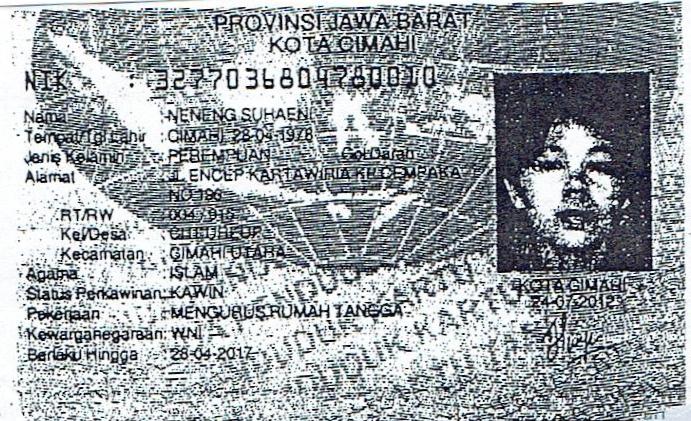 PROVINSI JAWA BARAT
KOTA CIMAHI
NIK : 3277036804780010
Nama : NENENG SUHAENI
Tempat/Tgl Lahir : CIMAHI, 28-04-1978
Jenis Kelamin : PEREMPUAN Gol Darah
Alamat : JL ENCEP KARTAWIRIA KP CEMPAKA
NO 196
RT/RW : 004 / 015
Kel/Desa : CITEUREUP
Kecamatan : CIMAHI UTARA
Agama : ISLAM
Status Perkawinan : KAWIN
Pekerjaan : MENGURUS RUMAH TANGGA
Kewarganegaraan : WNI
Berlaku Hingga : 28-04-2017
KOTA CIMAHI
24-07-2012